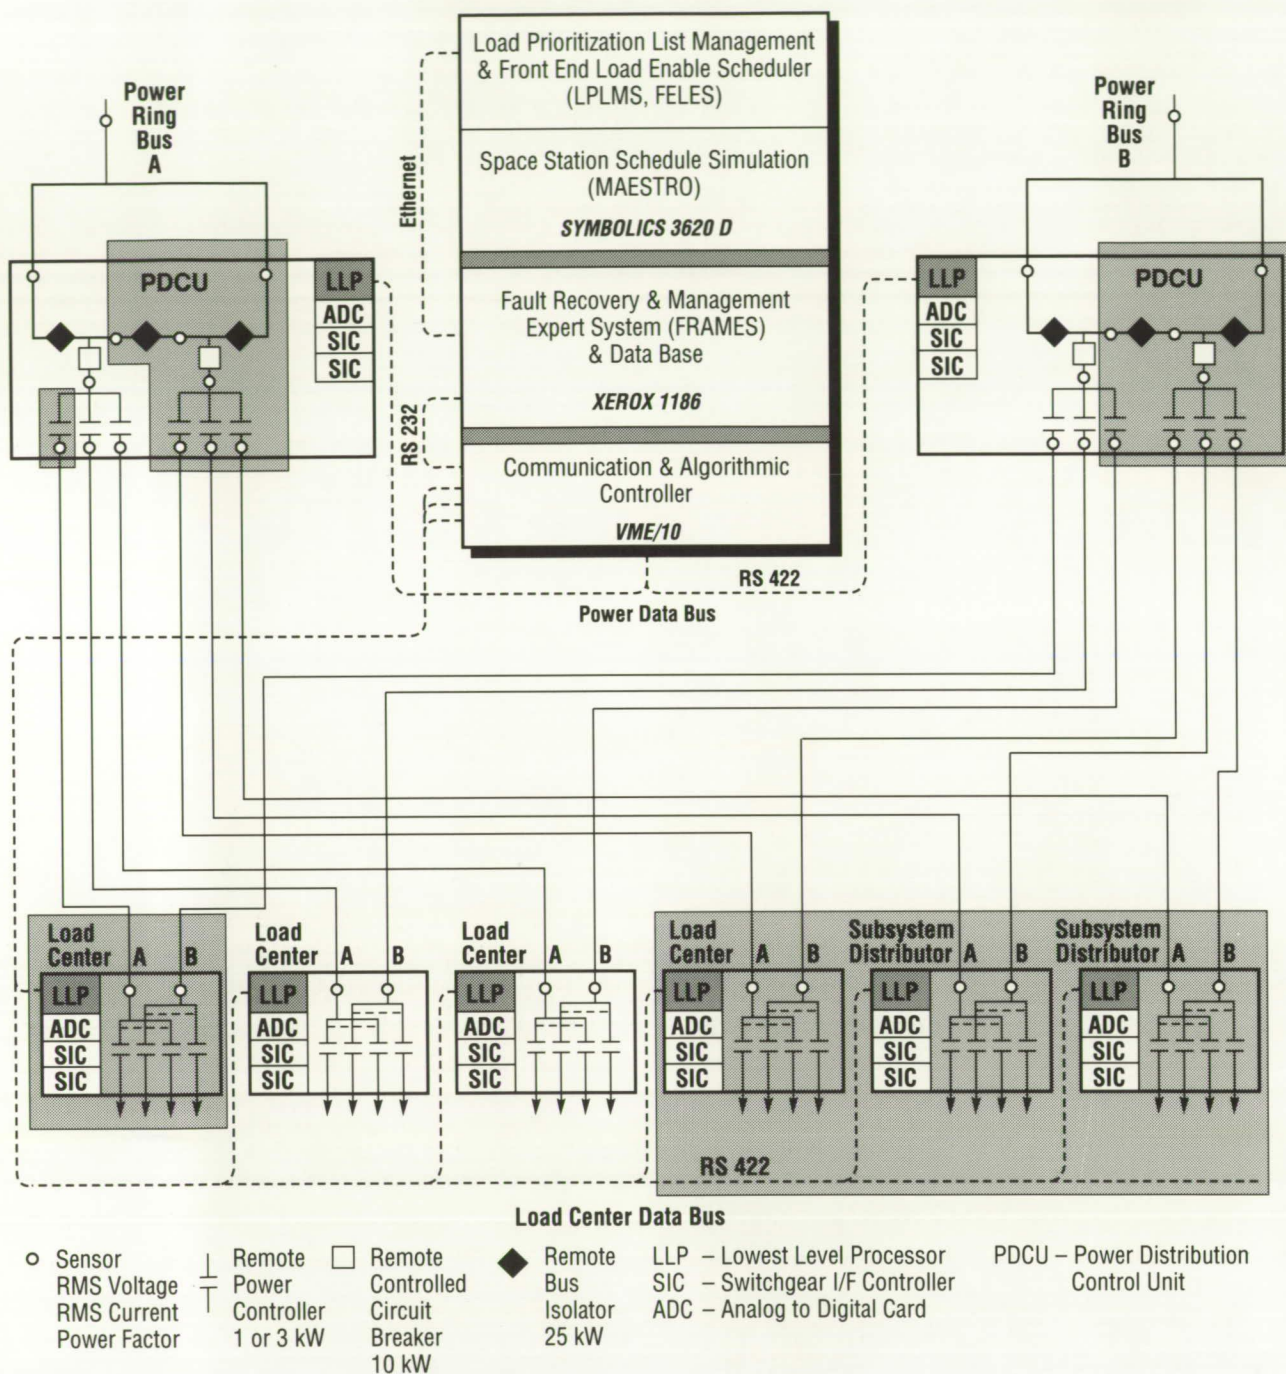 Load Prioritization List Management
& Front End Load Enable Scheduler
(LPLMS, FELES)
Space Station Schedule Simulation
(MAESTRO)
SYMBOLICS 3620 D
Fault Recovery & Management
Expert System (FRAMES)
& Data Base
XEROX 1186
Communication & Algorithmic
Controller
VME/10
Ethernet
RS 232
Power
Ring
Bus
A
PDCU
LLP
ADC
SIC
SIC
Power
Ring
Bus
B
LLP
ADC
SIC
SIC
PDCU
RS 422
Power Data Bus
Load
Center A B
LLP
ADC
SIC
SIC
Load
Center A B
LLP
ADC
SIC
SIC
Load
Center A B
LLP
ADC
SIC
SIC
Load
Center A B
LLP
ADC
SIC
SIC
Subsystem
Distributor A B
LLP
ADC
SIC
SIC
Subsystem
Distributor A B
LLP
ADC
SIC
SIC
RS 422
Load Center Data Bus
Sensor
RMS Voltage
RMS Current
Power Factor
Remote
Power
Controller
1 or 3 kW
Remote
Controlled
Circuit
Breaker
10 kW
Remote
Bus
Isolator
25 kW
LLP – Lowest Level Processor
SIC – Switchgear I/F Controller
ADC – Analog to Digital Card
PDCU – Power Distribution
Control Unit